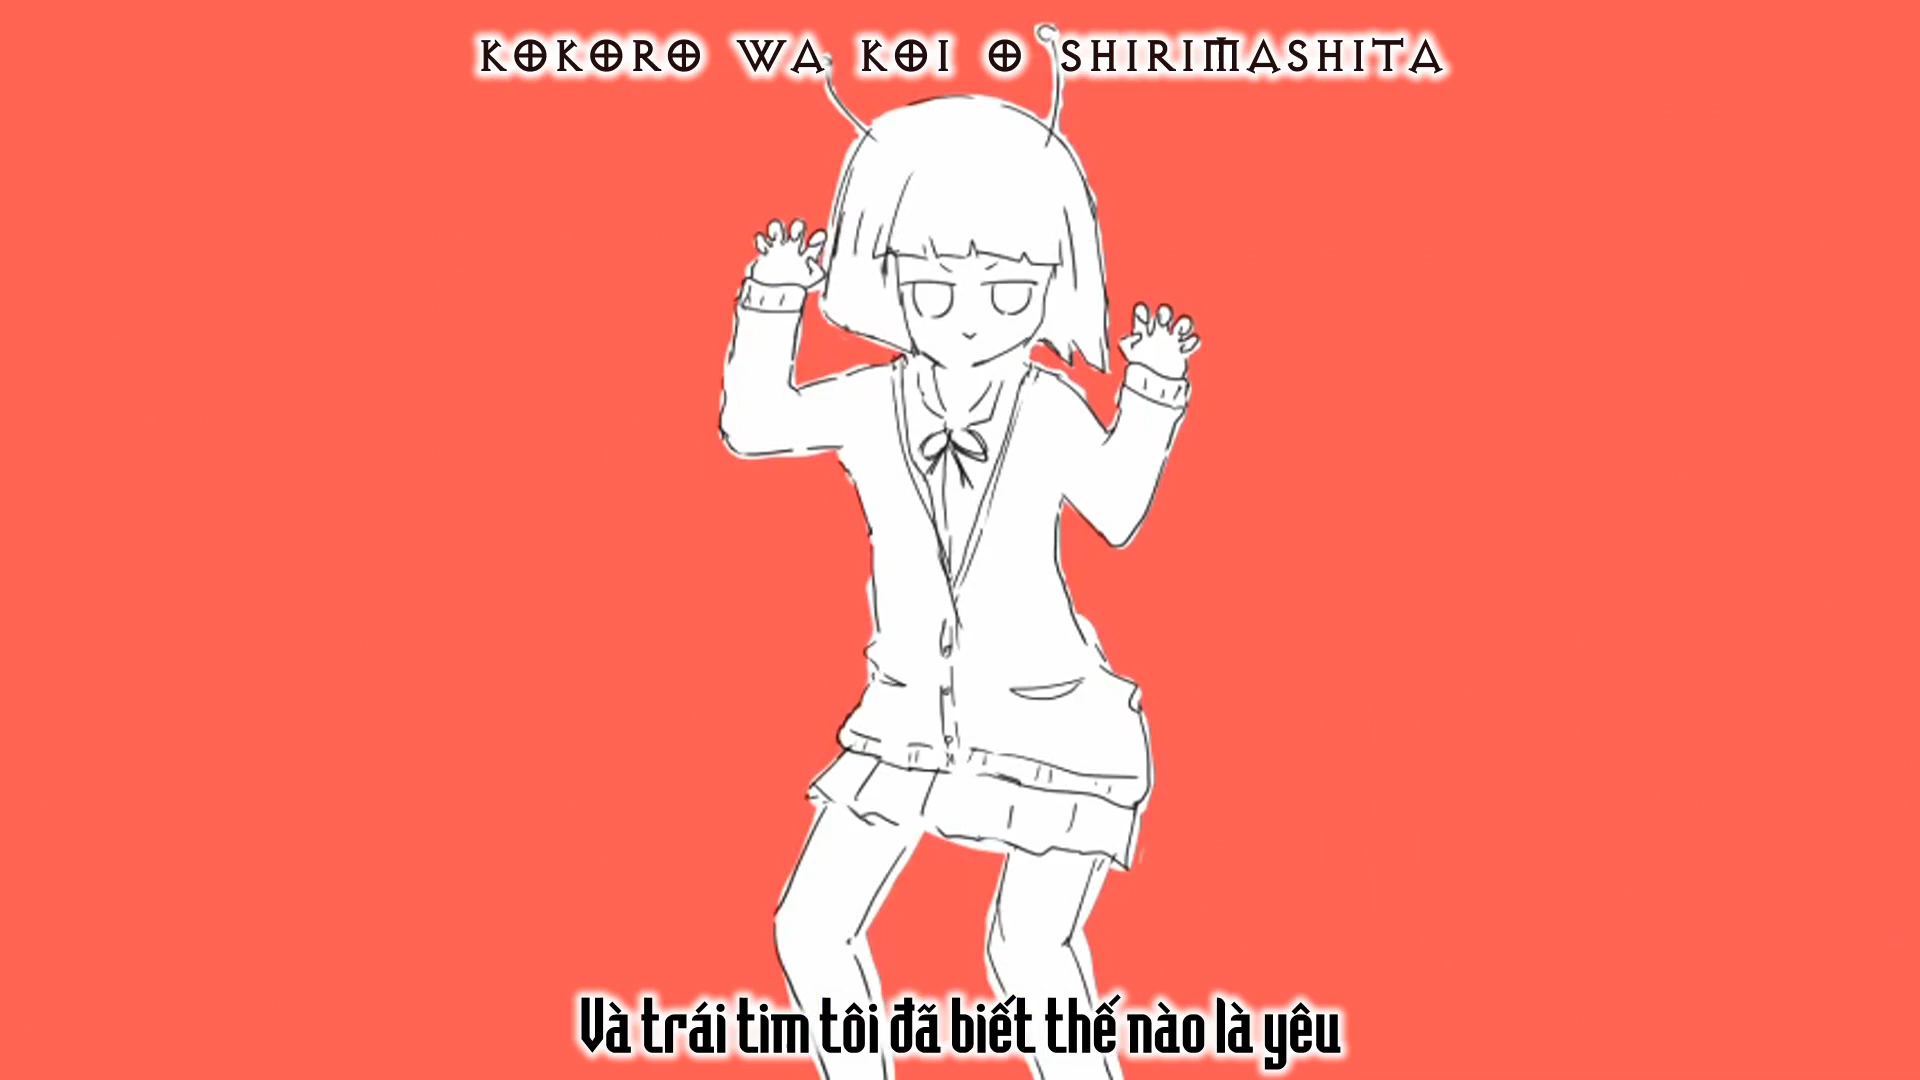 KOKORO WA KOI O SHIRIMASHITA
Và trái tim tôi đã biết thế nào là yêu